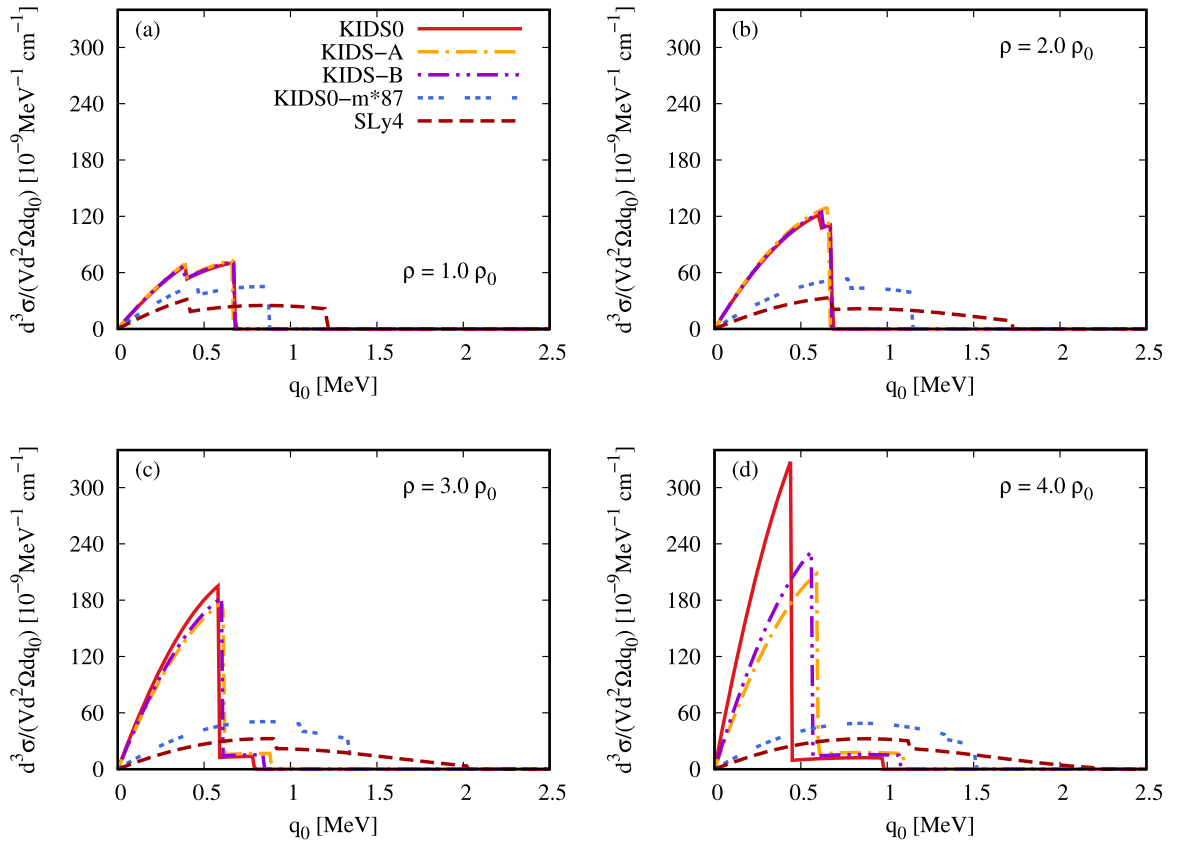 (a)
KIDS0
KIDS−A
KIDS−B
KIDS0−m*87
SLy4
ρ = 1.0 ρ₀
d³σ/(Vd²Ωdq₀) [10⁻⁹MeV⁻¹ cm⁻¹]
300
240
180
120
60
0
0 0.5 1 1.5 2 2.5
q₀ [MeV]
(b)
ρ = 2.0 ρ₀
d³σ/(Vd²Ωdq₀) [10⁻⁹MeV⁻¹ cm⁻¹]
300
240
180
120
60
0
0 0.5 1 1.5 2 2.5
q₀ [MeV]
(c)
ρ = 3.0 ρ₀
d³σ/(Vd²Ωdq₀) [10⁻⁹MeV⁻¹ cm⁻¹]
300
240
180
120
60
0
0 0.5 1 1.5 2 2.5
q₀ [MeV]
(d)
ρ = 4.0 ρ₀
d³σ/(Vd²Ωdq₀) [10⁻⁹MeV⁻¹ cm⁻¹]
300
240
180
120
60
0
0 0.5 1 1.5 2 2.5
q₀ [MeV]